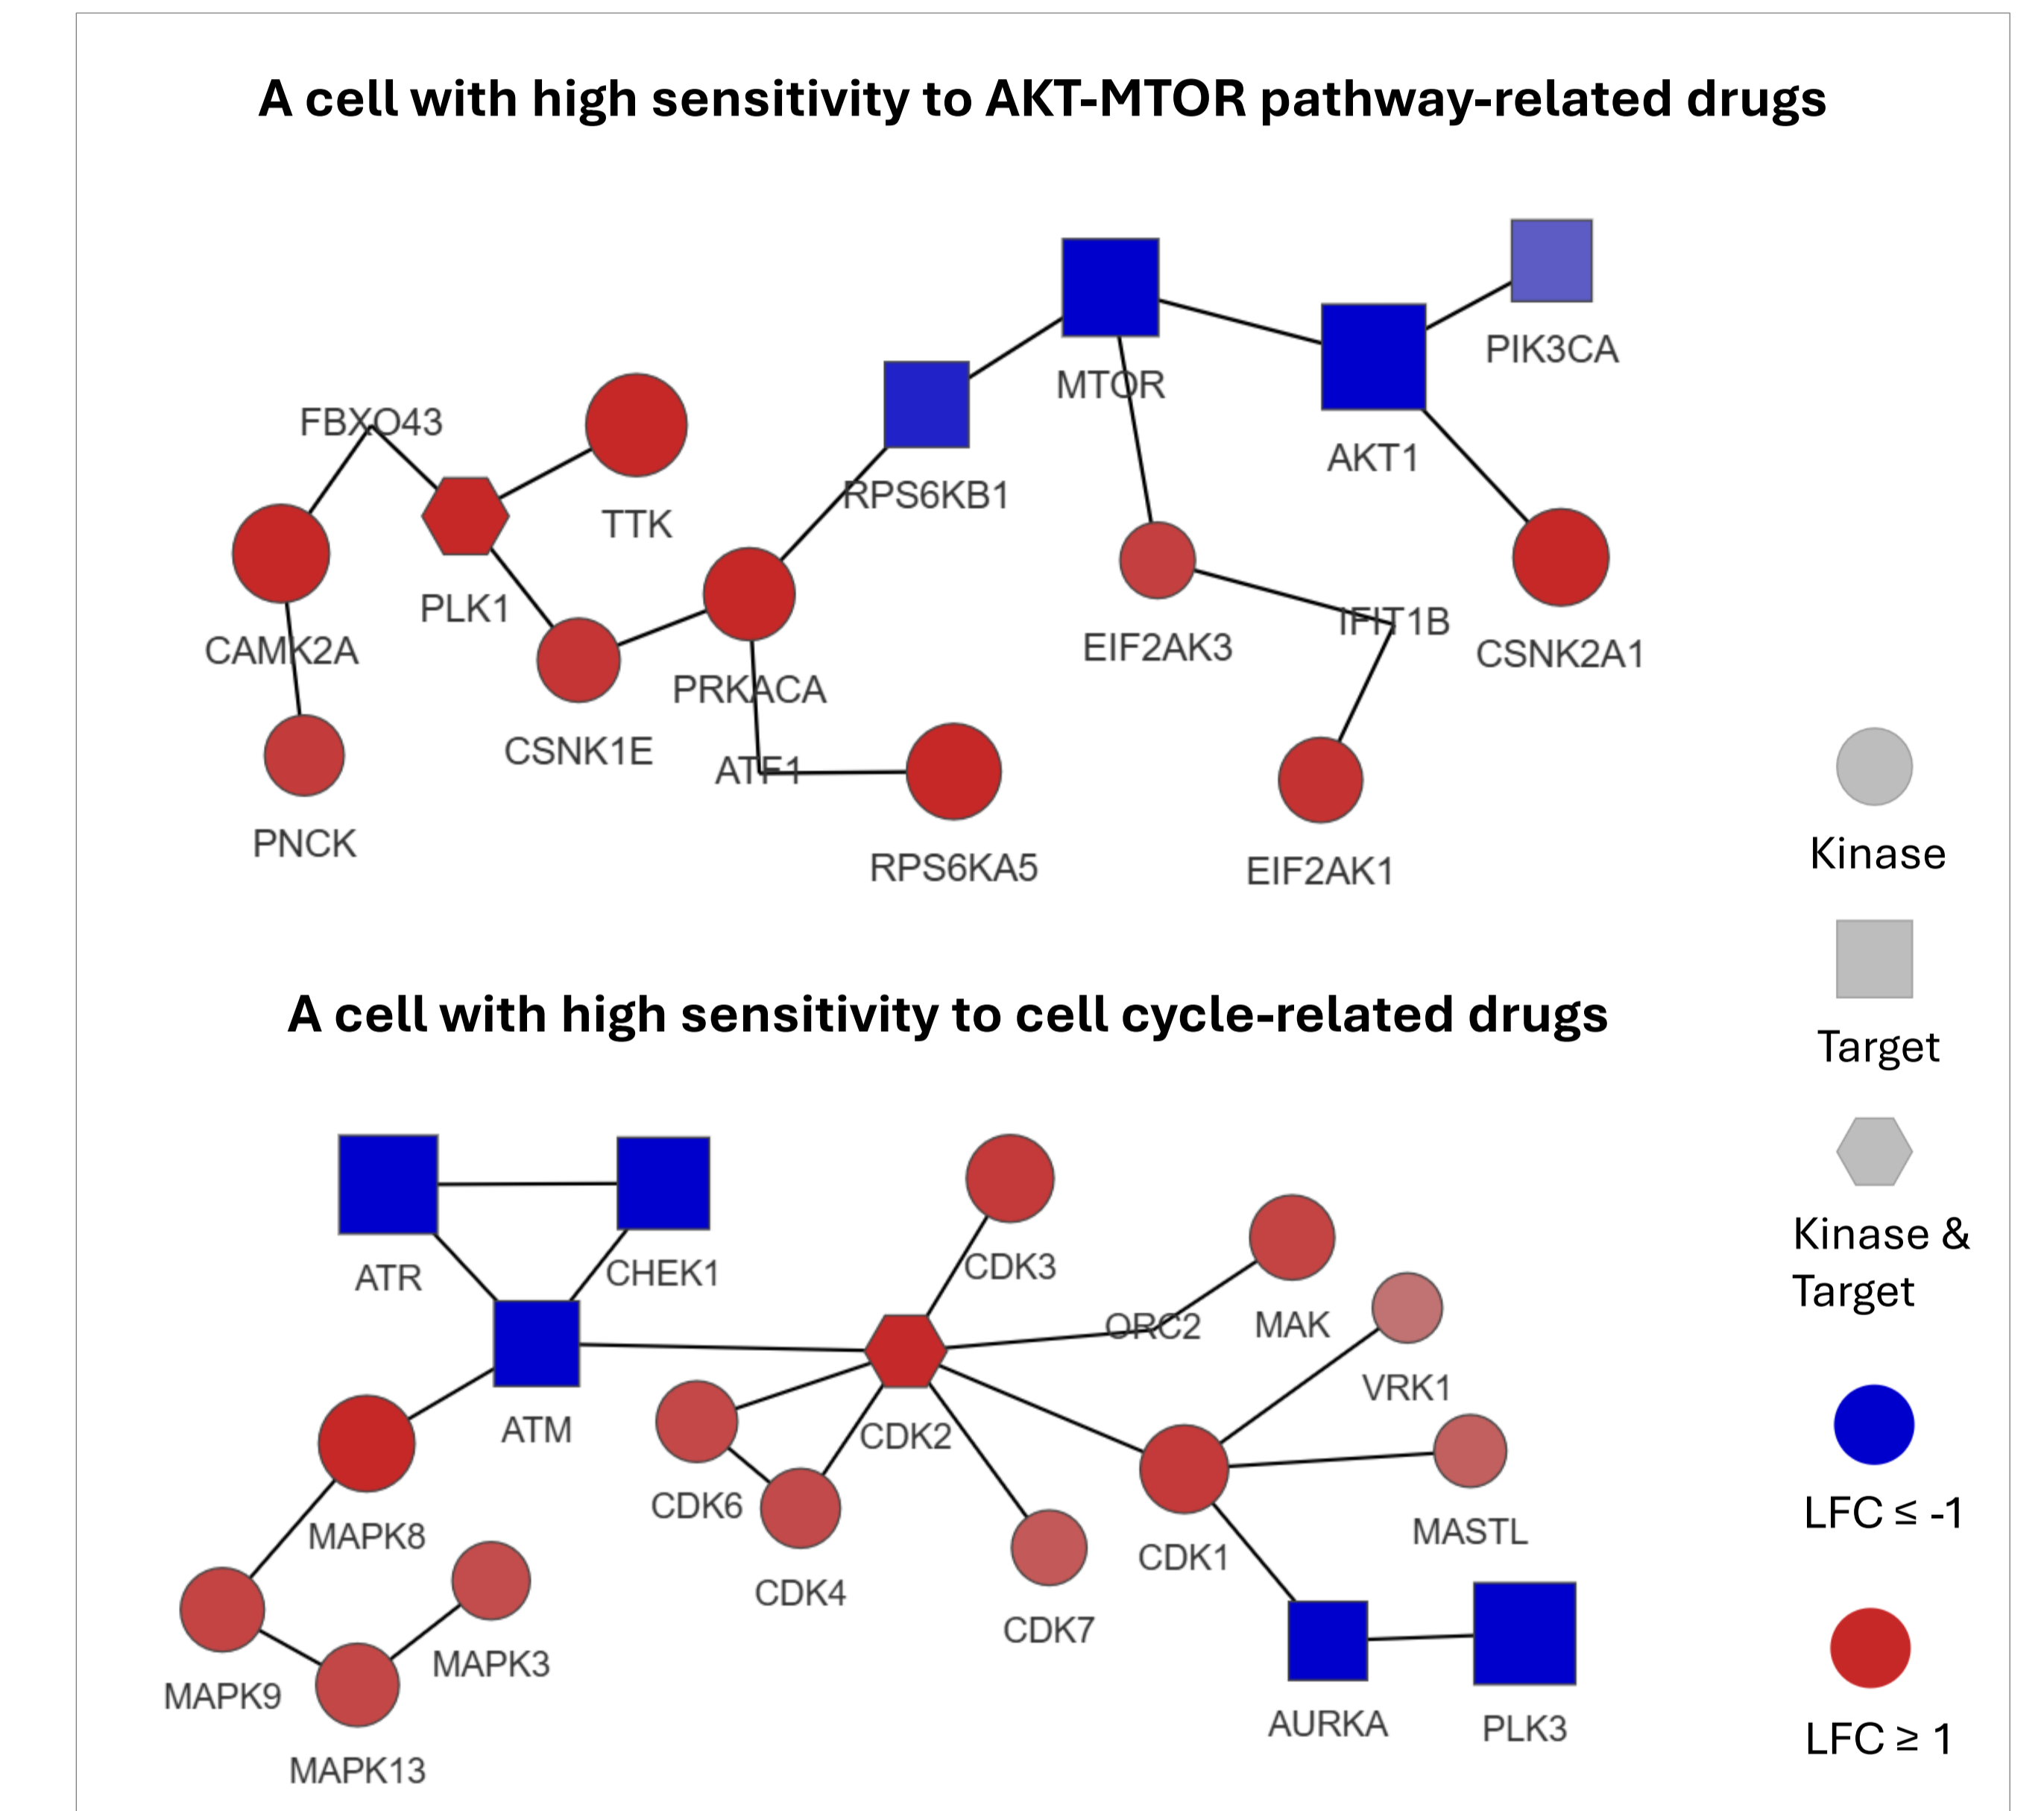 A cell with high sensitivity to AKT-MTOR pathway-related drugs
PIK3CA
MTOR
FBXO43
AKT1
RPS6KB1
TTK
PLK1
IFIT1B
EIF2AK3
CSNK2A1
CAMK2A
PRKACA
CSNK1E
ATF1
PNCK
RPS6KA5
EIF2AK1
Kinase
Target
Kinase &
Target
LFC ≤ -1
LFC ≥ 1
A cell with high sensitivity to cell cycle-related drugs
ATR
CHEK1
CDK3
ORC2
MAK
VRK1
ATM
CDK2
CDK6
MAPK8
MASTL
CDK1
CDK4
CDK7
MAPK3
MAPK9
AURKA
PLK3
MAPK13